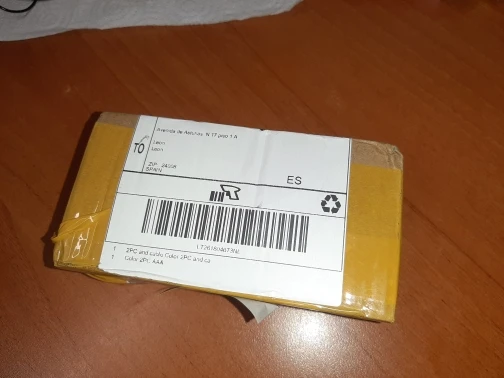 Avenida de Asturias, N 17 piso 1 A
TO
Leon
Leon
ZIP: 24008
SPAIN
ES
LT261804073NL
1 2PC and cable Color 2PC and ca
1 Color 2PC AAA